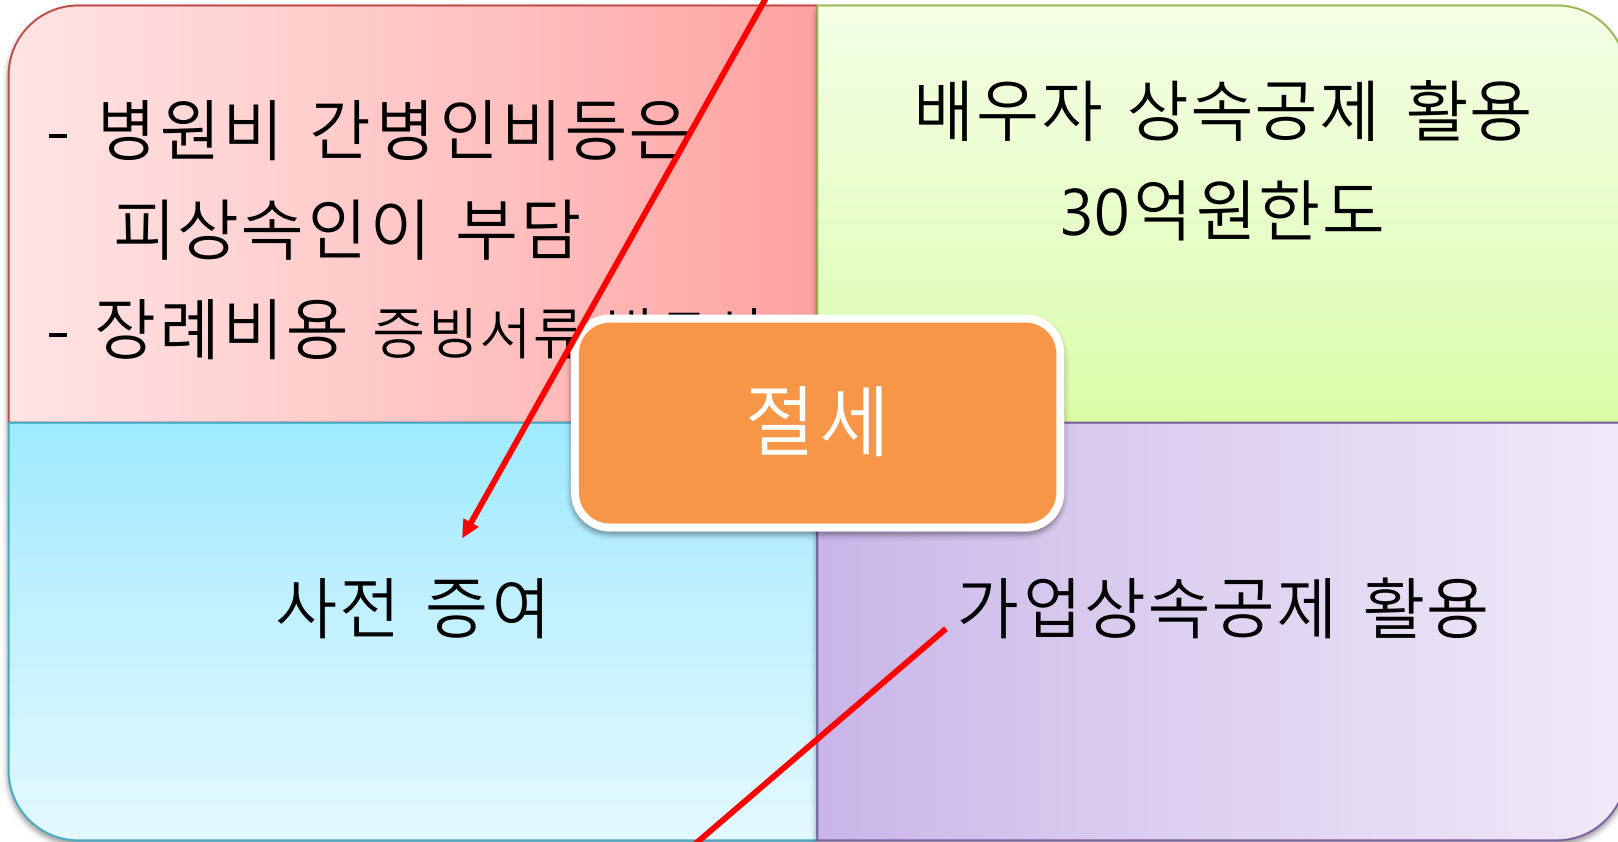 - 병원비 간병인비등은
피상속인이 부담
- 장례비용 증빙서류
배우자 상속공제 활용
30억원한도
절세
사전 증여
가업상속공제 활용